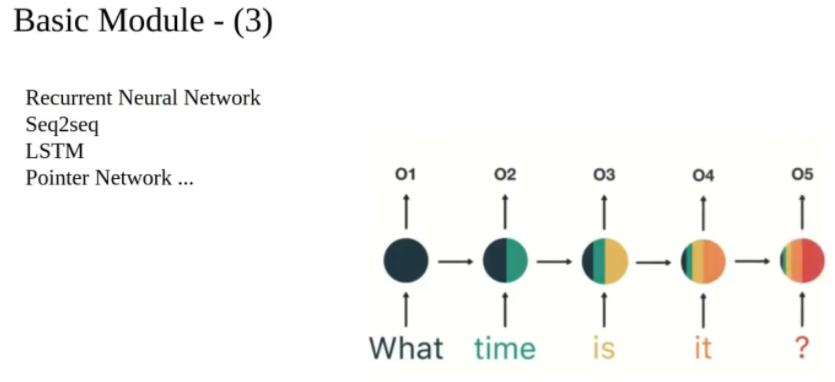 Basic Module - (3)
Recurrent Neural Network
Seq2seq
LSTM
Pointer Network ...
O1 O2 O3 O4 O5
What time is it ?